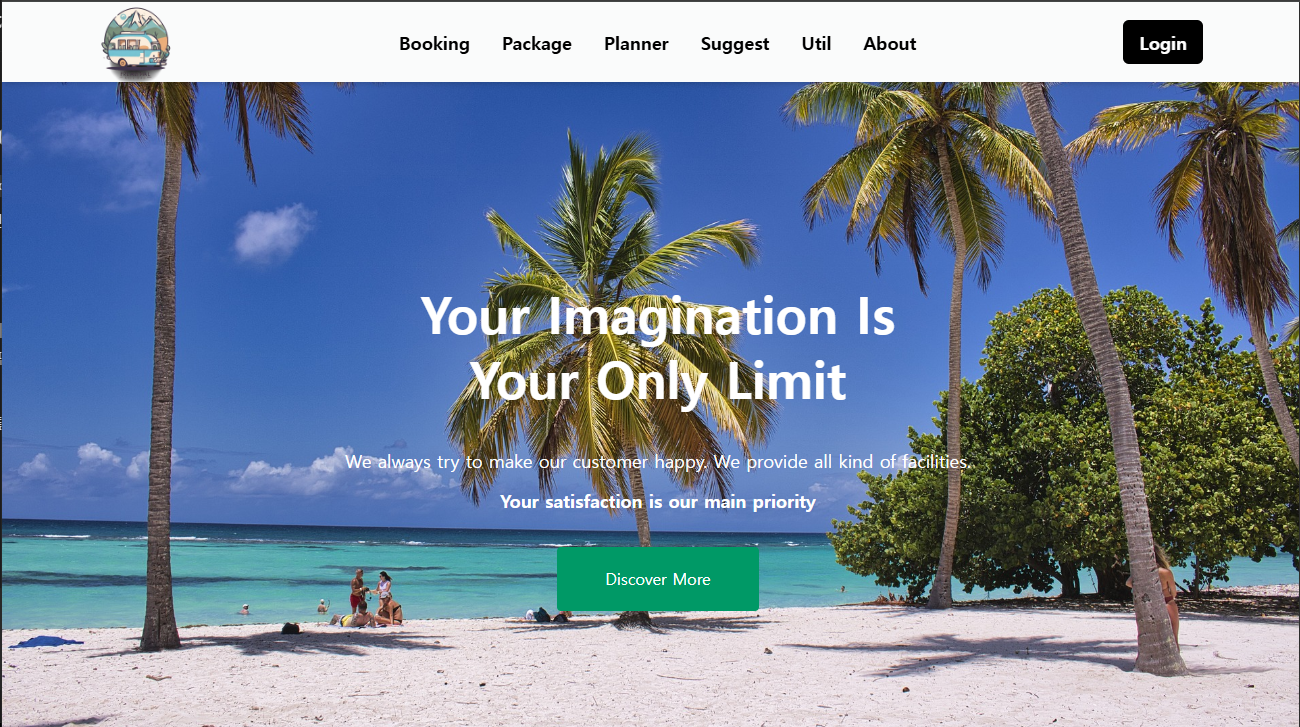 Booking Package Planner Suggest Util About Login
Your Imagination Is
Your Only Limit
We always try to make our customer happy. We provide all kind of facilities.
Your satisfaction is our main priority
Discover More